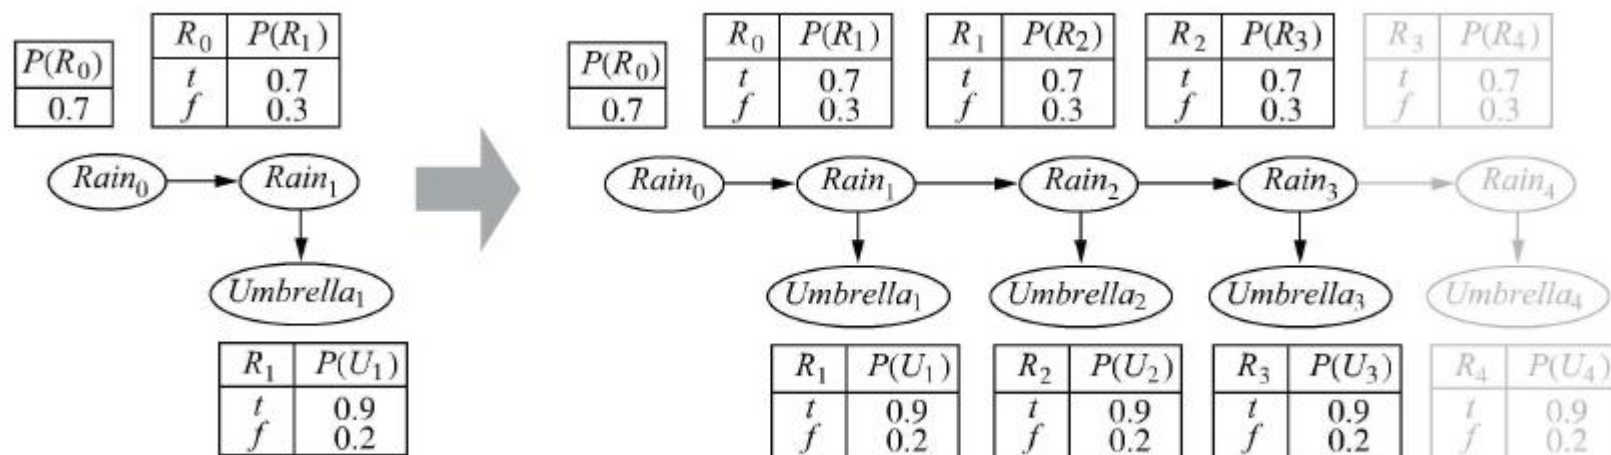 P(R₀)
0.7
R₀ P(R₁)
t 0.7
f 0.3
Rain₀
Rain₁
Umbrella₁
R₁ P(U₁)
t 0.9
f 0.2
P(R₀)
0.7
R₀ P(R₁)
t 0.7
f 0.3
R₁ P(R₂)
t 0.7
f 0.3
R₂ P(R₃)
t 0.7
f 0.3
R₃ P(R₄)
t 0.7
f 0.3
Rain₀
Rain₁
Rain₂
Rain₃
Rain₄
Umbrella₁
Umbrella₂
Umbrella₃
Umbrella₄
R₁ P(U₁)
t 0.9
f 0.2
R₂ P(U₂)
t 0.9
f 0.2
R₃ P(U₃)
t 0.9
f 0.2
R₄ P(U₄)
t 0.9
f 0.2